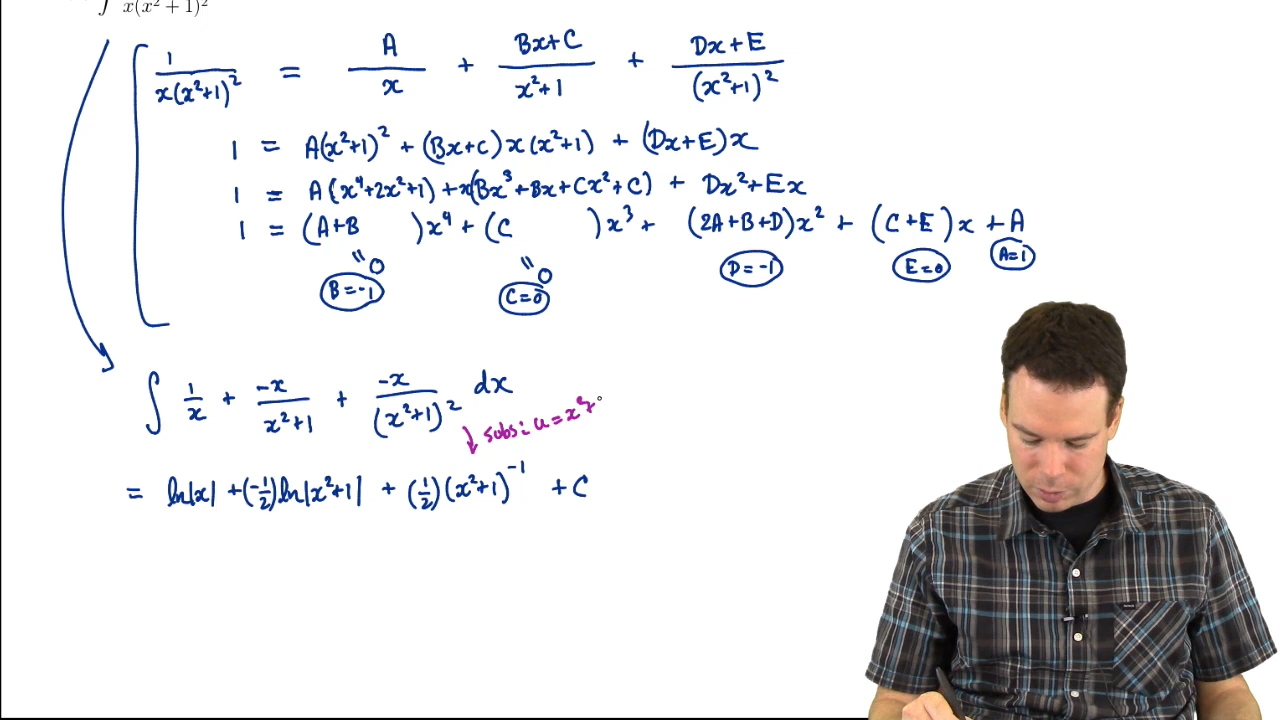 ∫ x(x² + 1)²
1/(x(x²+1)²) = A/x + (Bx+C)/(x²+1) + (Dx+E)/(x²+1)²
1 = A(x²+1)² + (Bx+C)x(x²+1) + (Dx+E)x
1 = A(x⁴+2x²+1) + x(Bx³+Bx+Cx²+C) + Dx²+Ex
1 = (A+B )x⁴ + (C )x³ + (2A+B+D)x² + (C+E)x + A
= 0 = 0 D=-1 E=0 A=1
B=-1 C=0
∫ 1/x + -x/(x²+1) + -x/(x²+1)² dx
subs: u = x²+
= ln|x| + (-1/2)ln|x²+1| + (1/2)(x²+1)⁻¹ + C